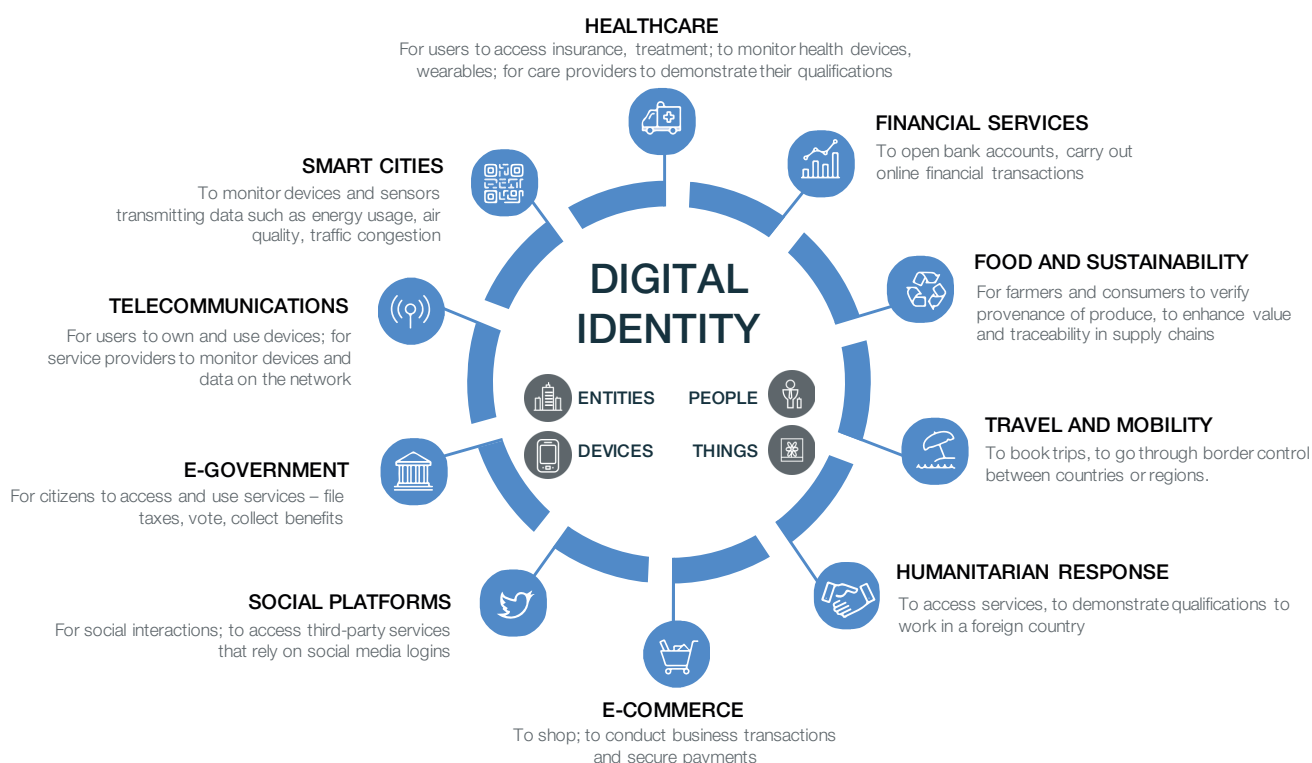 HEALTHCARE
For users to access insurance, treatment; to monitor health devices,
wearables; for care providers to demonstrate their qualifications
FINANCIAL SERVICES
To open bank accounts, carry out
online financial transactions
FOOD AND SUSTAINABILITY
For farmers and consumers to verify
provenance of produce, to enhance value
and traceability in supply chains
TRAVEL AND MOBILITY
To book trips, to go through border control
between countries or regions.
HUMANITARIAN RESPONSE
To access services, to demonstrate qualifications to
work in a foreign country
E-COMMERCE
To shop; to conduct business transactions
and secure payments
SOCIAL PLATFORMS
For social interactions; to access third-party services
that rely on social media logins
E-GOVERNMENT
For citizens to access and use services – file
taxes, vote, collect benefits
TELECOMMUNICATIONS
For users to own and use devices; for
service providers to monitor devices and
data on the network
SMART CITIES
To monitor devices and sensors
transmitting data such as energy usage, air
quality, traffic congestion
DIGITAL
IDENTITY
ENTITIES
PEOPLE
DEVICES
THINGS